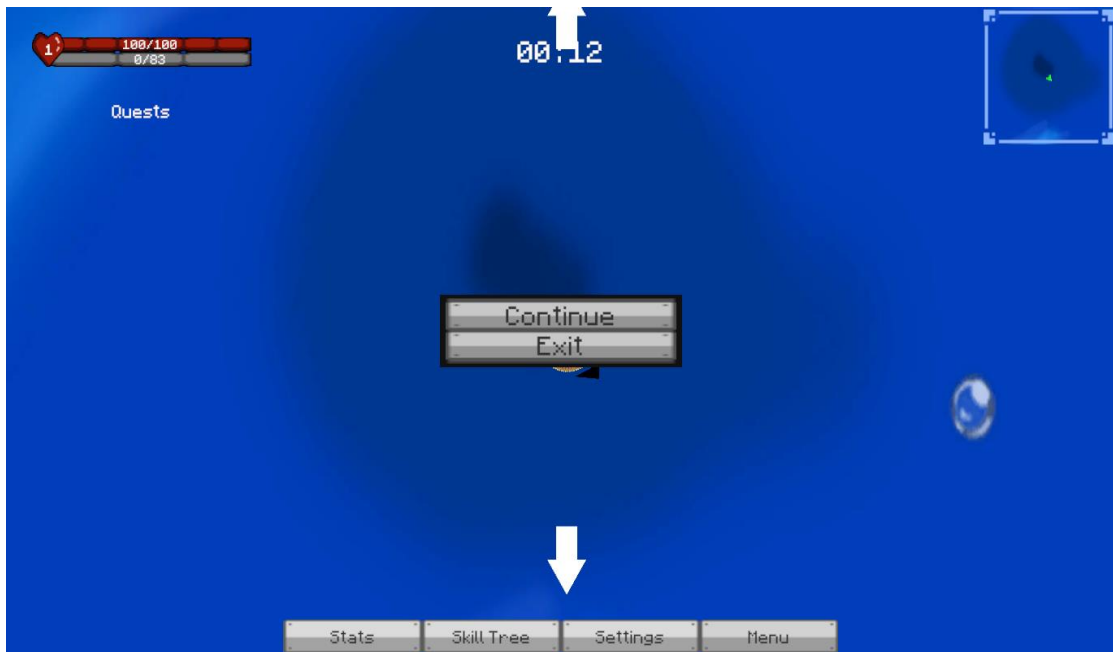 1
100/100
0/83
00:12
Quests
Continue
Exit
Stats
Skill Tree
Settings
Menu